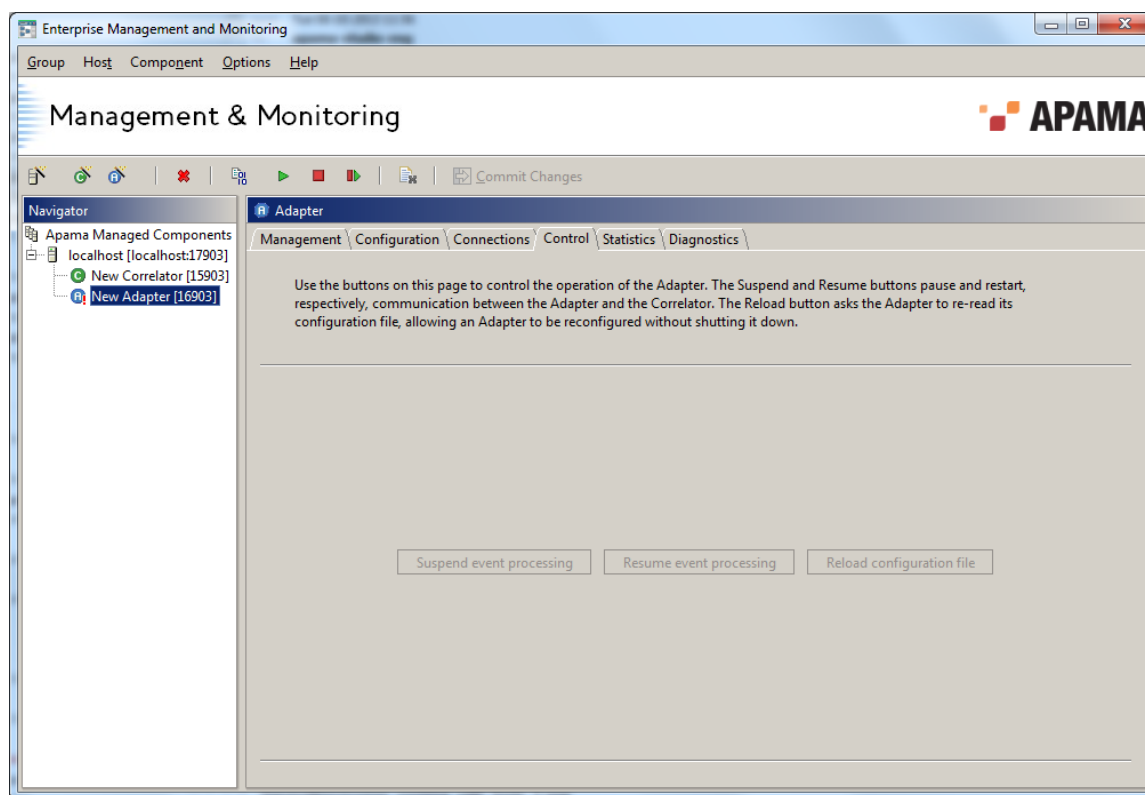 Enterprise Management and Monitoring
Group Host Component Options Help
Management & Monitoring
APAMA
Commit Changes
Navigator
Apama Managed Components
localhost [localhost:17903]
New Correlator [15903]
New Adapter [16903]
Adapter
Management Configuration Connections Control Statistics Diagnostics
Use the buttons on this page to control the operation of the Adapter. The Suspend and Resume buttons pause and restart,
respectively, communication between the Adapter and the Correlator. The Reload button asks the Adapter to re-read its
configuration file, allowing an Adapter to be reconfigured without shutting it down.
Suspend event processing Resume event processing Reload configuration file